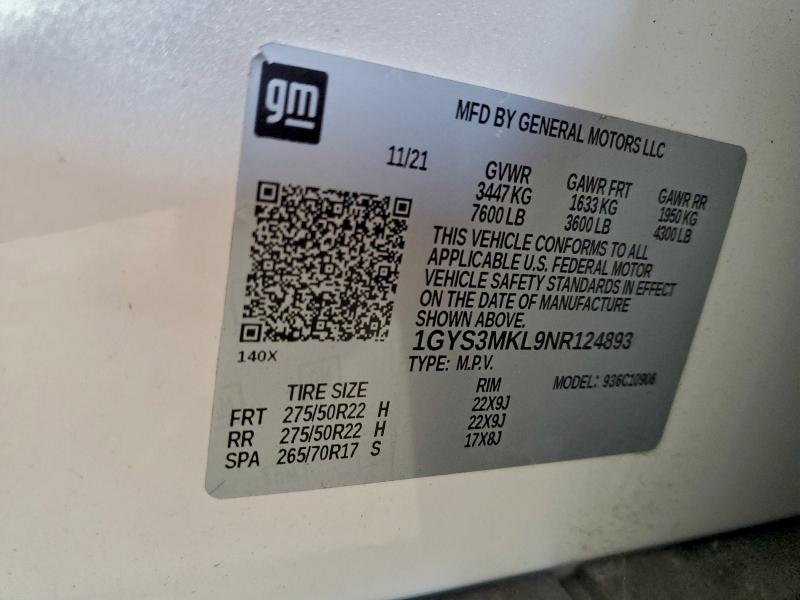 gm
MFD BY GENERAL MOTORS LLC
11/21
GVWR GAWR FRT GAWR RR
3447 KG 1633 KG 1950 KG
7600 LB 3600 LB 4300 LB
THIS VEHICLE CONFORMS TO ALL
APPLICABLE U.S. FEDERAL MOTOR
VEHICLE SAFETY STANDARDS IN EFFECT
ON THE DATE OF MANUFACTURE
SHOWN ABOVE.
1GYS3MKL9NR124893
140X
TYPE: M.P.V.
MODEL: 936C10906
TIRE SIZE RIM
FRT 275/50R22 H 22X9J
RR 275/50R22 H 22X9J
SPA 265/70R17 S 17X8J